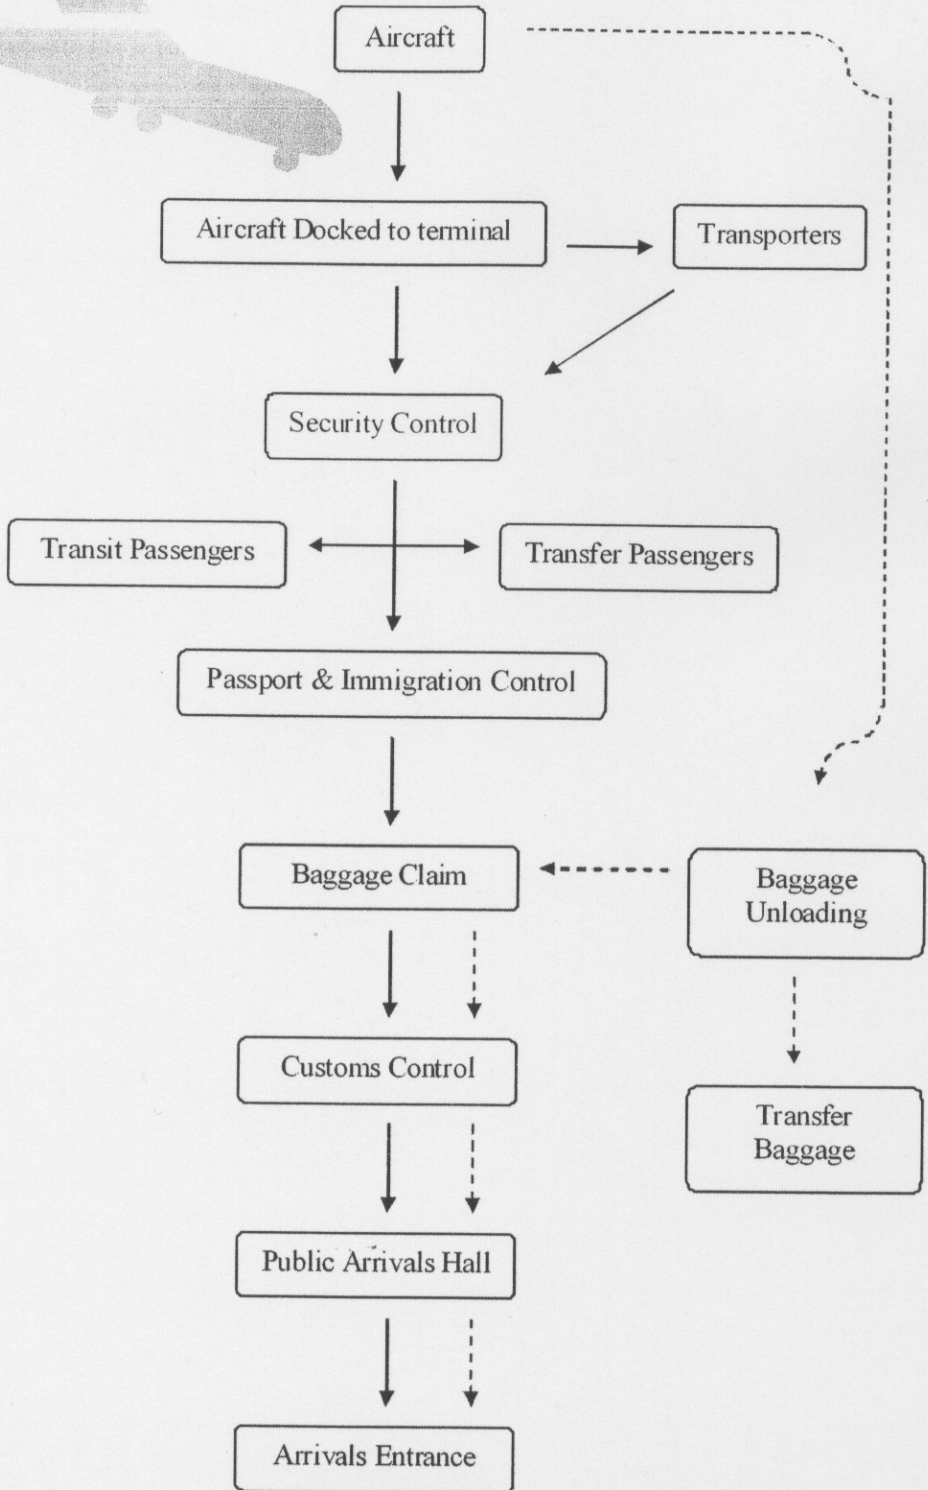 Aircraft
Aircraft Docked to terminal
Transporters
Security Control
Transit Passengers
Transfer Passengers
Passport & Immigration Control
Baggage Claim
Baggage
Unloading
Customs Control
Transfer
Baggage
Public Arrivals Hall
Arrivals Entrance